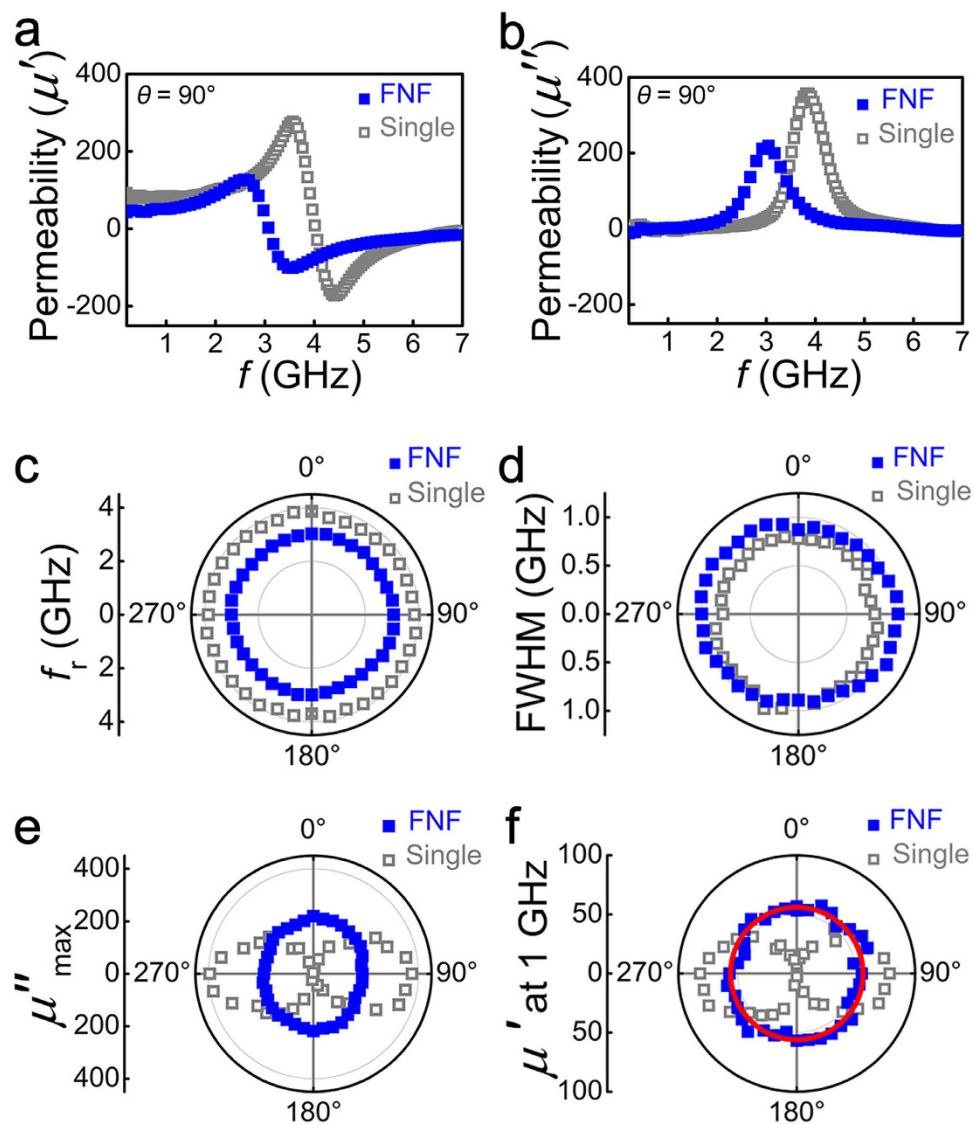 a
Permeability (μ')
400
200
0
-200
θ = 90°
FNF
Single
1 2 3 4 5 6 7
f (GHz)
b
Permeability (μ'')
400
200
0
-200
θ = 90°
FNF
Single
1 2 3 4 5 6 7
f (GHz)
c
FNF
Single
fr (GHz)
4
2
0
2
4
0°
90°
180°
270°
d
FNF
Single
FWHM (GHz)
1.0
0.5
0.0
0.5
1.0
0°
90°
180°
270°
e
FNF
Single
μ''max
400
200
0
200
400
0°
90°
180°
270°
f
FNF
Single
μ' at 1 GHz
100
50
0
50
100
0°
90°
180°
270°